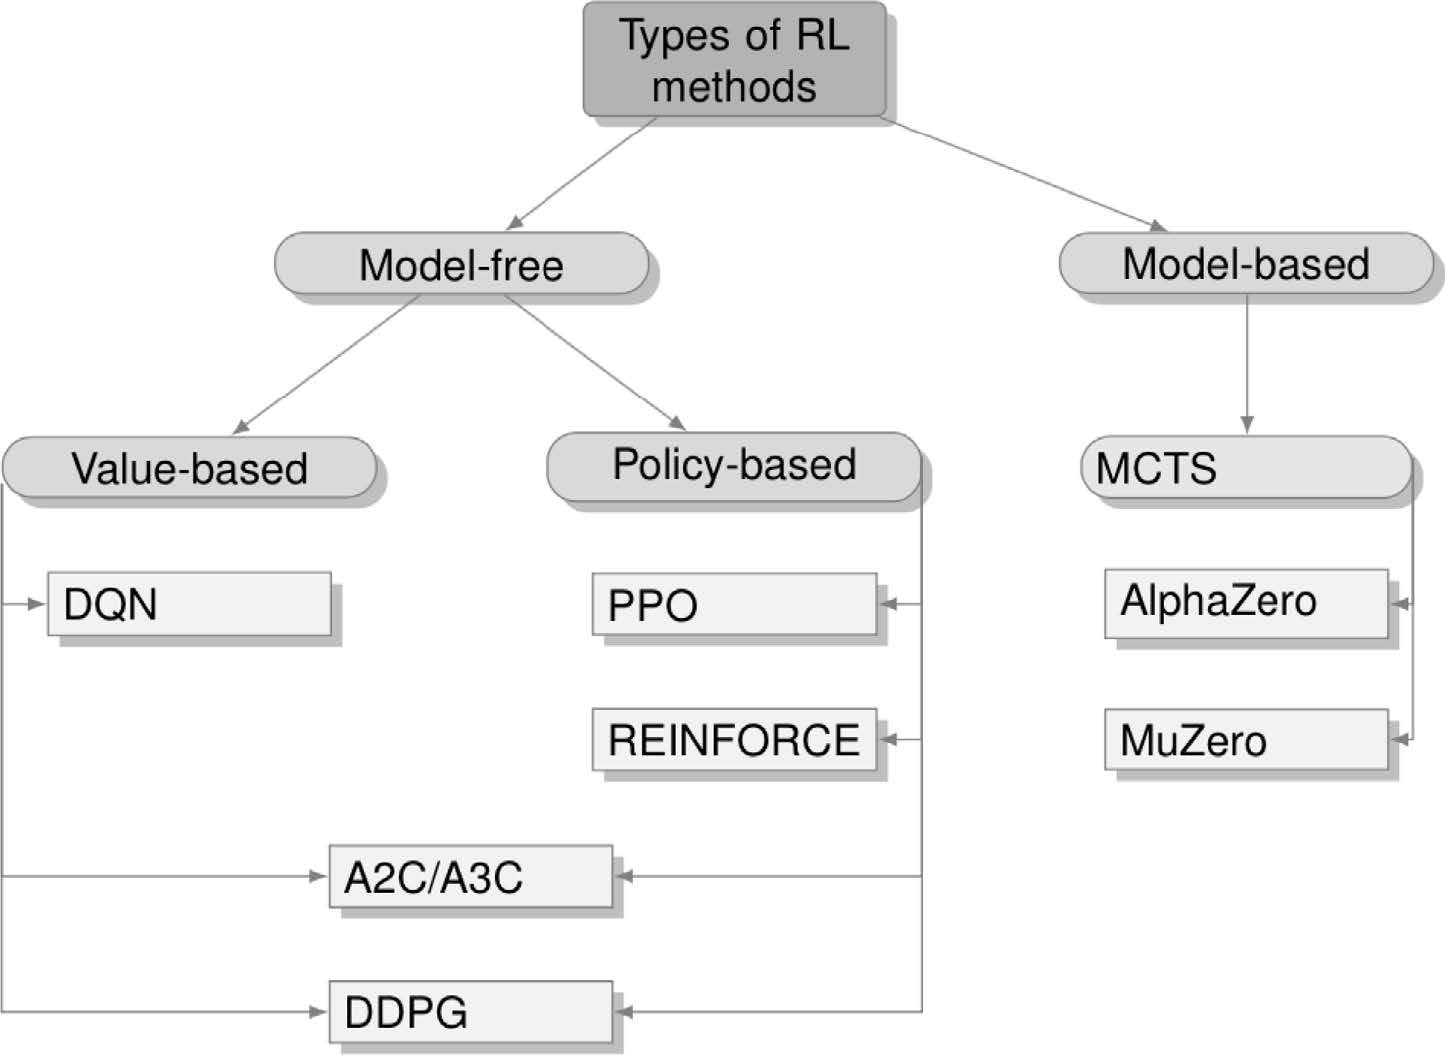 Types of RL
methods
Model-free
Model-based
Value-based
Policy-based
MCTS
DQN
PPO
AlphaZero
REINFORCE
MuZero
A2C/A3C
DDPG